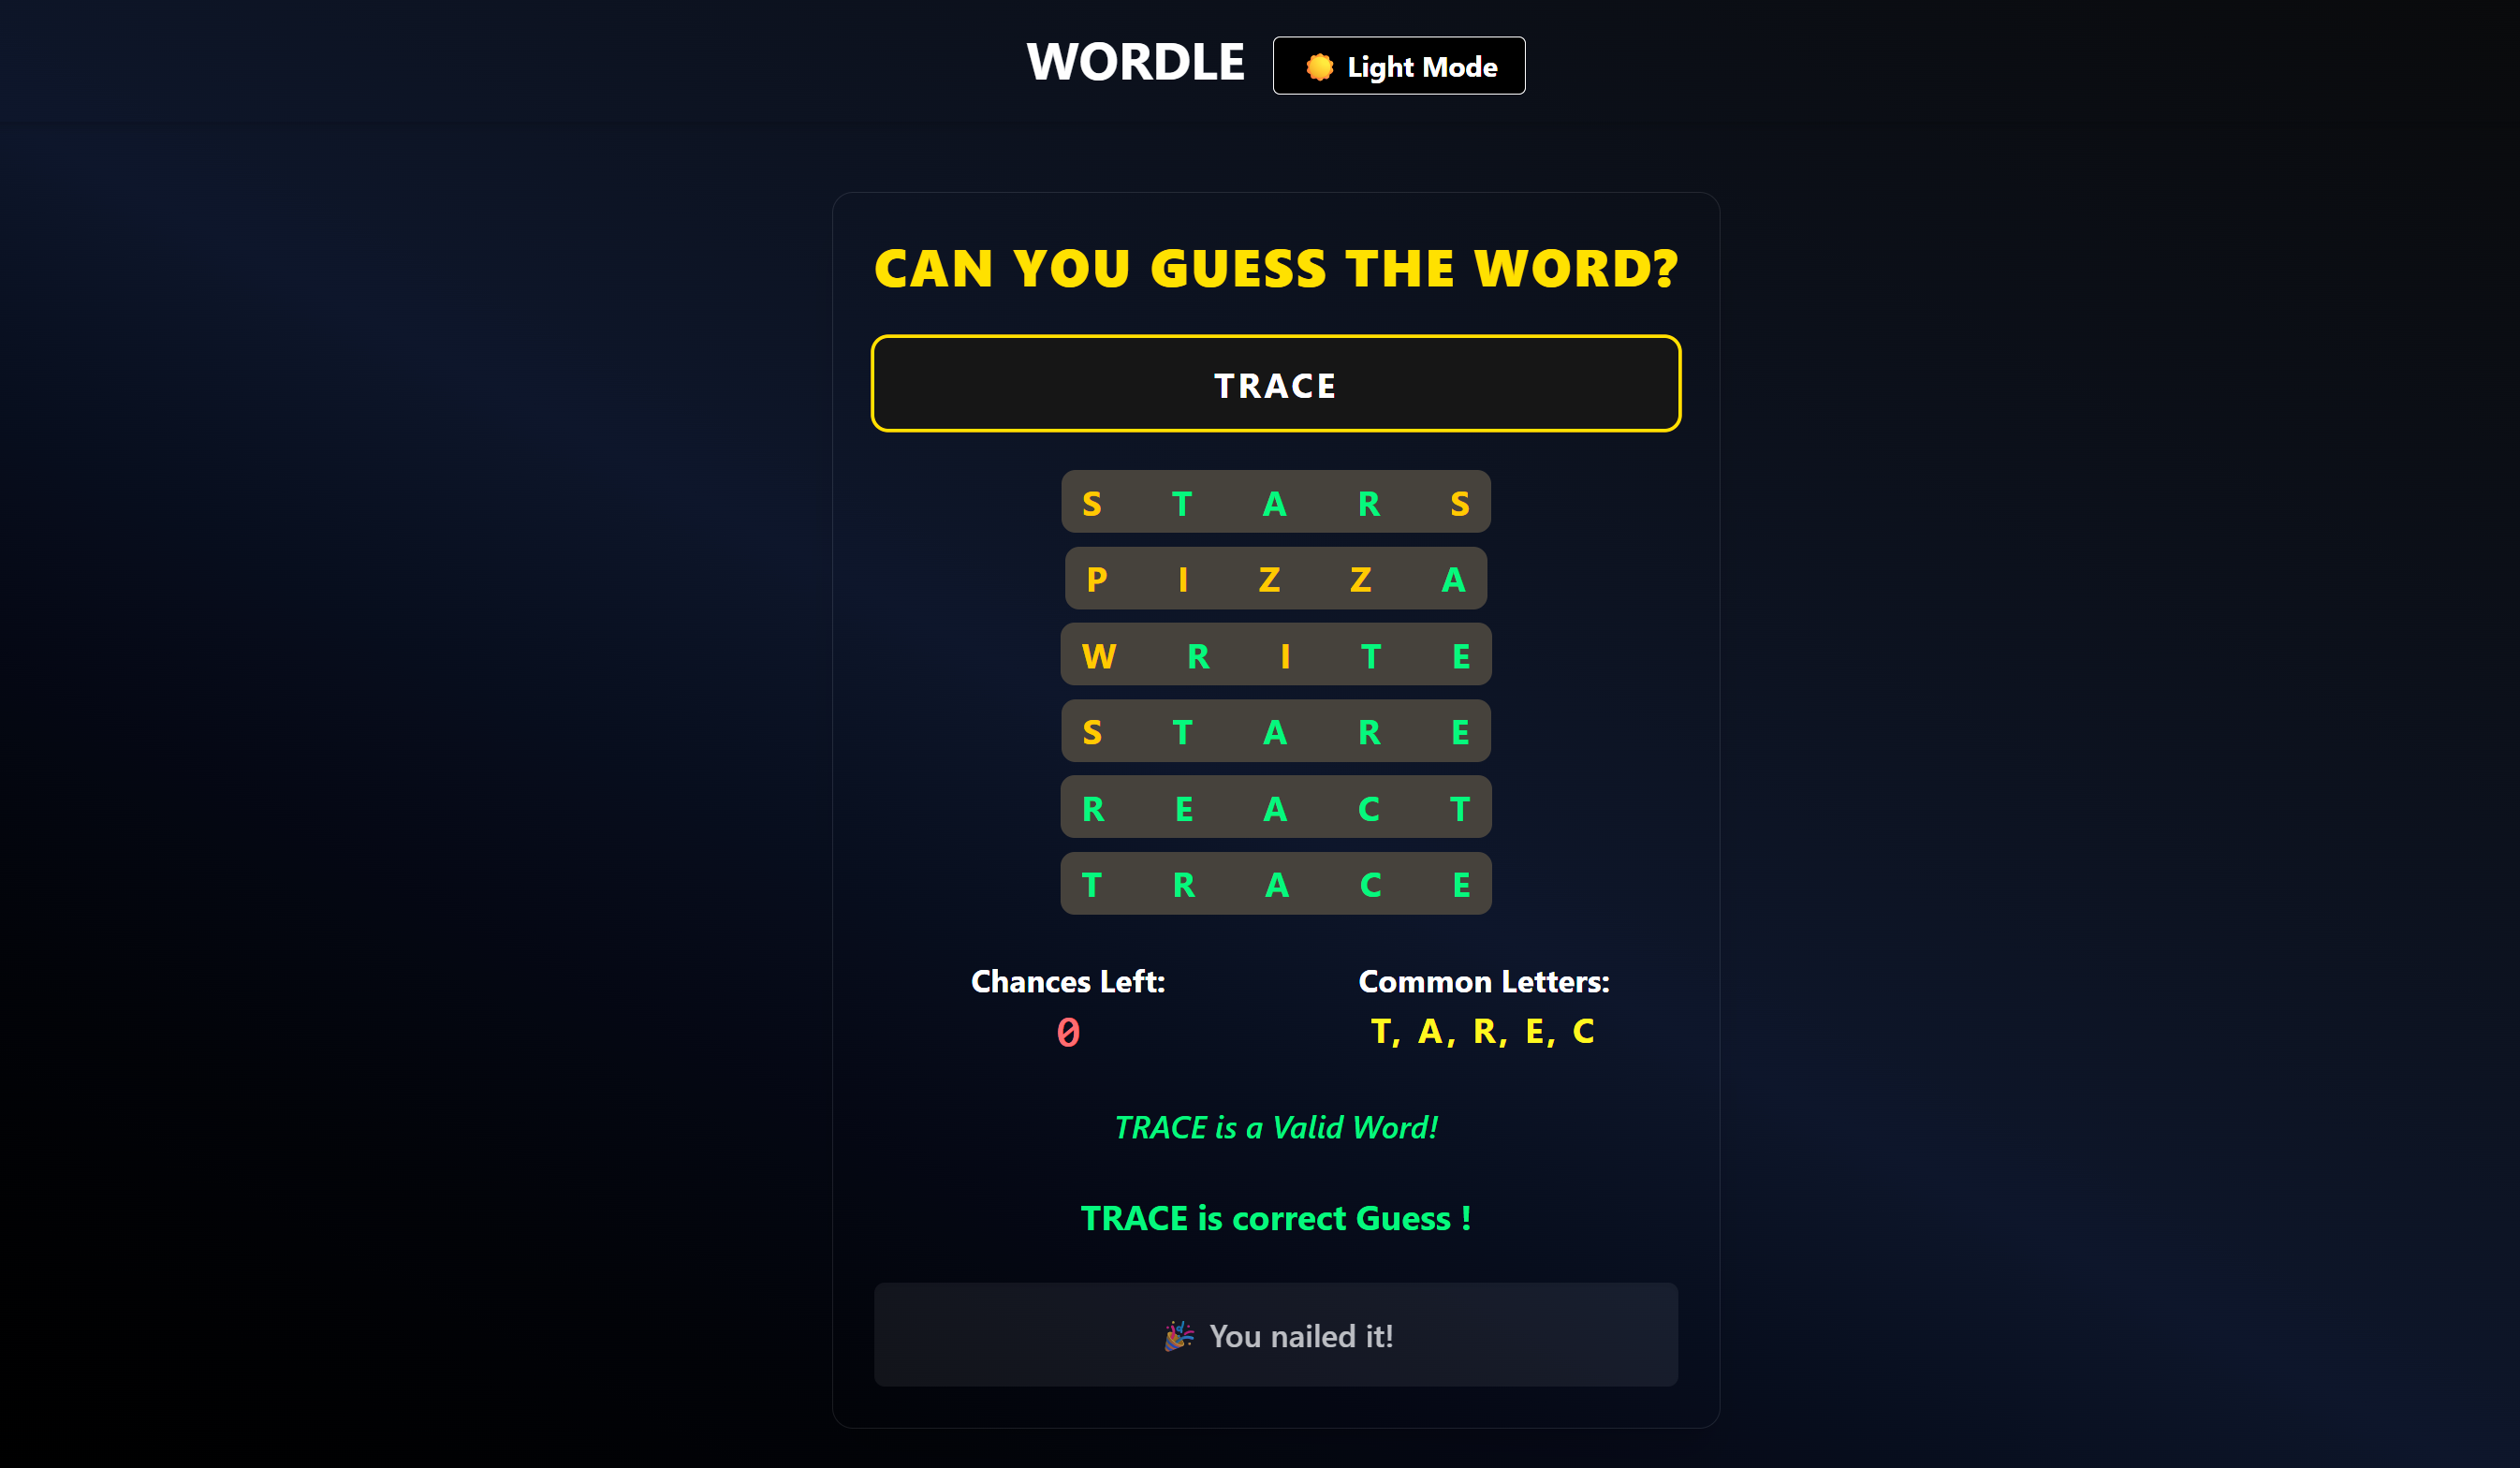 WORDLE Light Mode
CAN YOU GUESS THE WORD?
TRACE
S T A R S
P I Z Z A
W R I T E
S T A R E
R E A C T
T R A C E
Chances Left: Common Letters:
0 T, A, R, E, C
TRACE is a Valid Word!
TRACE is correct Guess !
🎉 You nailed it!